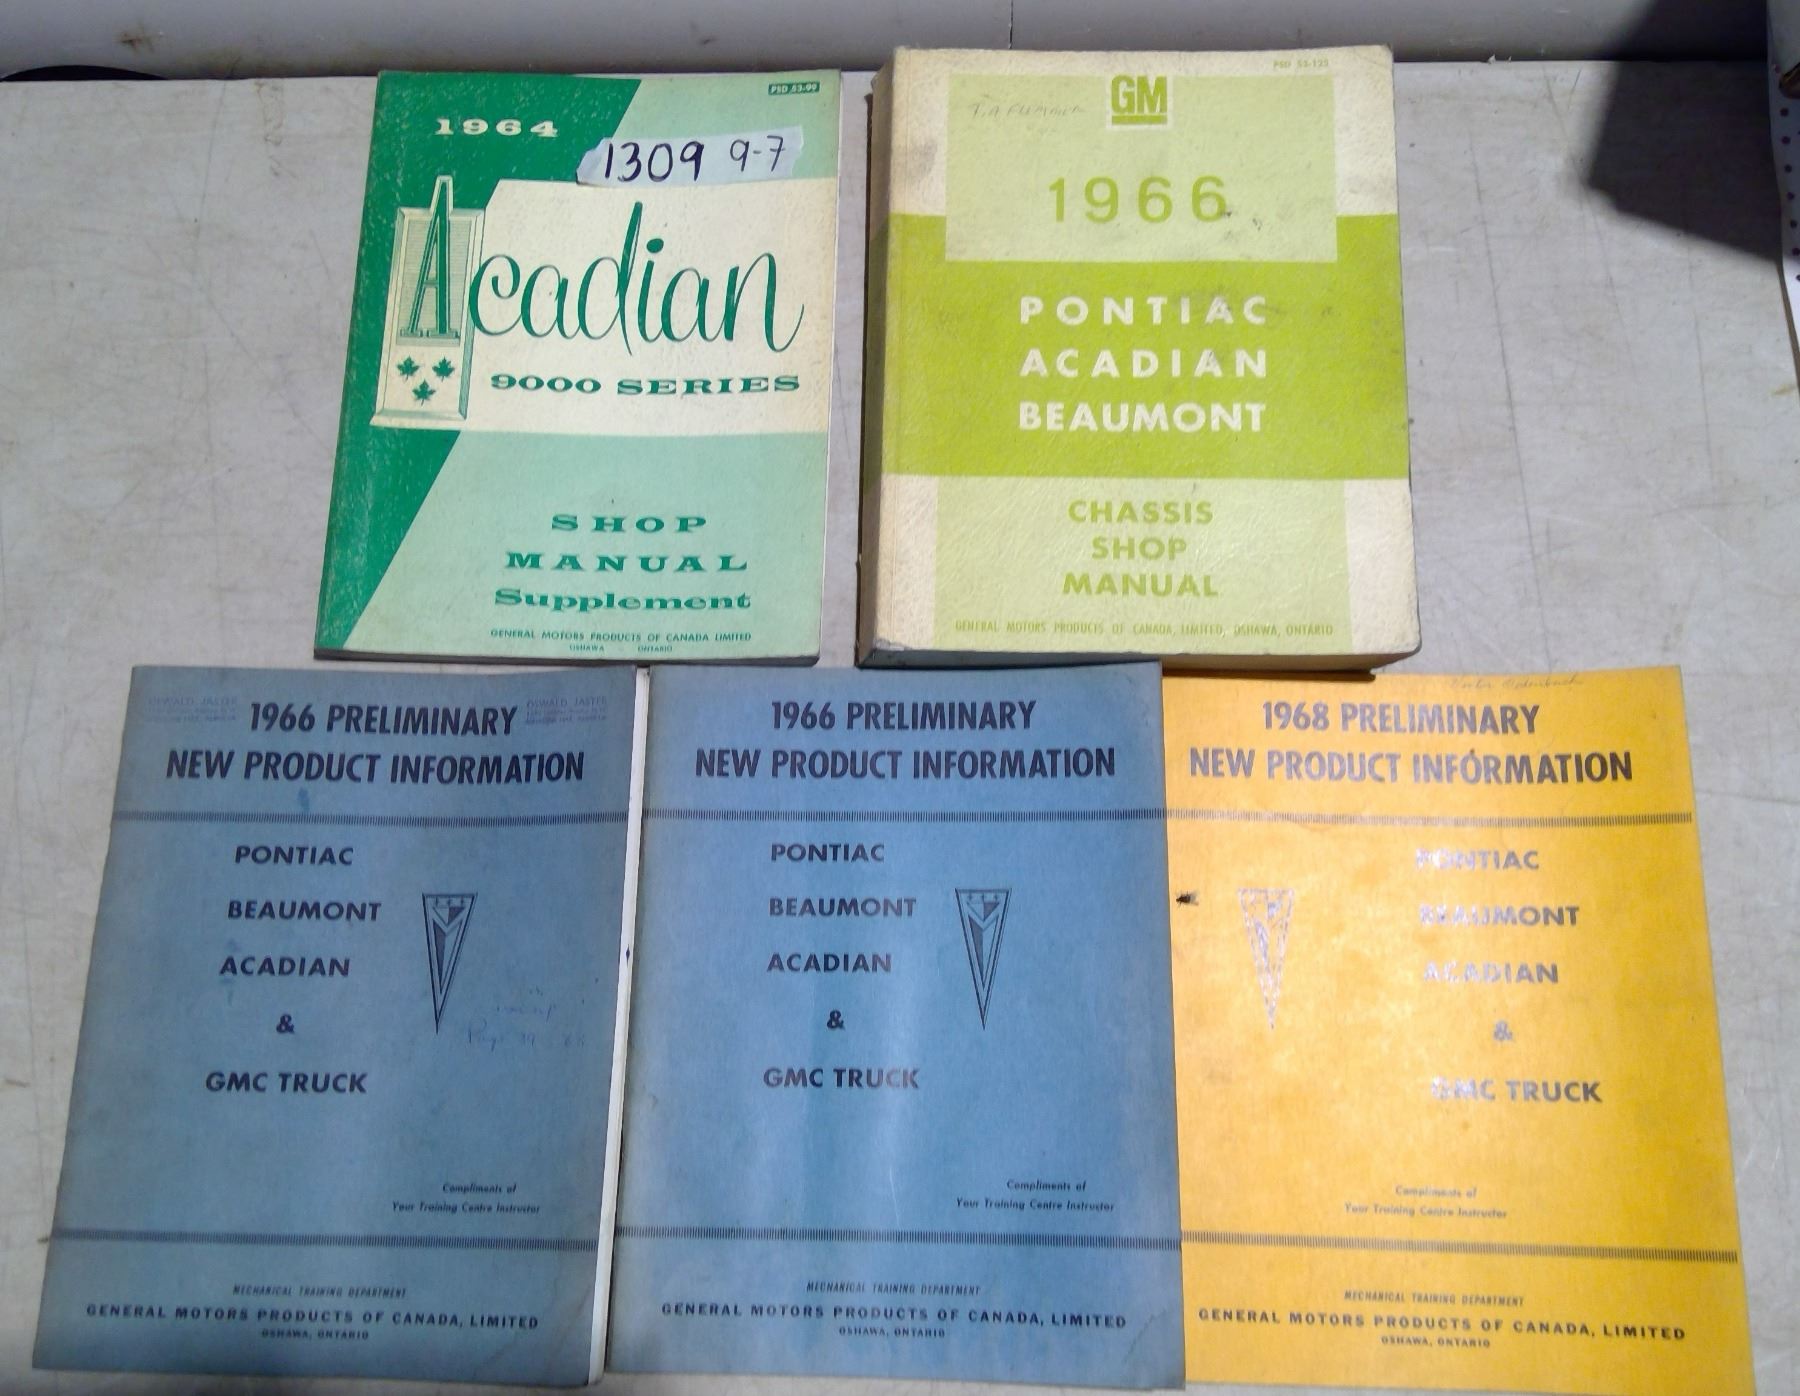 PSD 53-99
1964
1309 9-7
Acadian
9000 SERIES
SHOP
MANUAL
Supplement
GENERAL MOTORS PRODUCTS OF CANADA LIMITED
OSHAWA ONTARIO
PSD 53-125
GM
1966
PONTIAC
ACADIAN
BEAUMONT
CHASSIS
SHOP
MANUAL
GENERAL MOTORS PRODUCTS OF CANADA, LIMITED, OSHAWA, ONTARIO
OSWALD JASTER
OSWALD JASTER
1966 PRELIMINARY
NEW PRODUCT INFORMATION
PONTIAC
BEAUMONT
ACADIAN
&
GMC TRUCK
Compliments of
Your Training Centre Instructor
MECHANICAL TRAINING DEPARTMENT
GENERAL MOTORS PRODUCTS OF CANADA, LIMITED
OSHAWA, ONTARIO
1966 PRELIMINARY
NEW PRODUCT INFORMATION
PONTIAC
BEAUMONT
ACADIAN
&
GMC TRUCK
Compliments of
Your Training Centre Instructor
MECHANICAL TRAINING DEPARTMENT
GENERAL MOTORS PRODUCTS OF CANADA, LIMITED
OSHAWA, ONTARIO
1968 PRELIMINARY
NEW PRODUCT INFORMATION
PONTIAC
BEAUMONT
ACADIAN
&
GMC TRUCK
Compliments of
Your Training Centre Instructor
MECHANICAL TRAINING DEPARTMENT
GENERAL MOTORS PRODUCTS OF CANADA, LIMITED
OSHAWA, ONTARIO